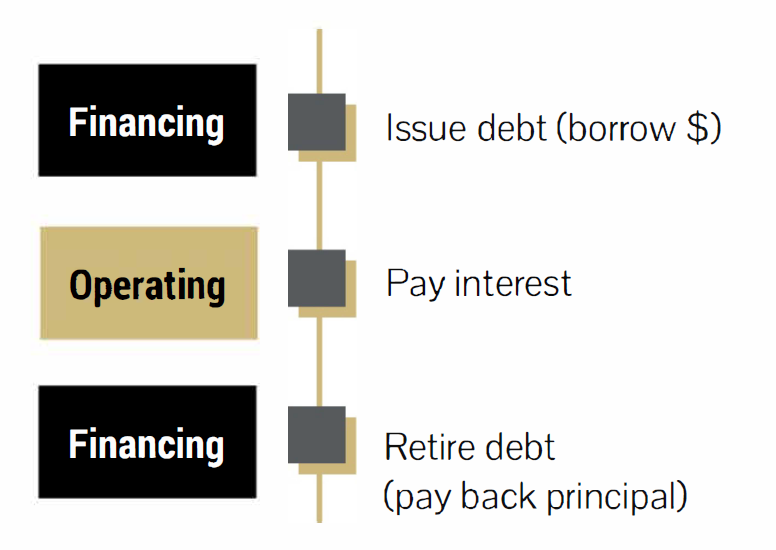 Financing
Issue debt (borrow $)
Operating
Pay interest
Financing
Retire debt
(pay back principal)